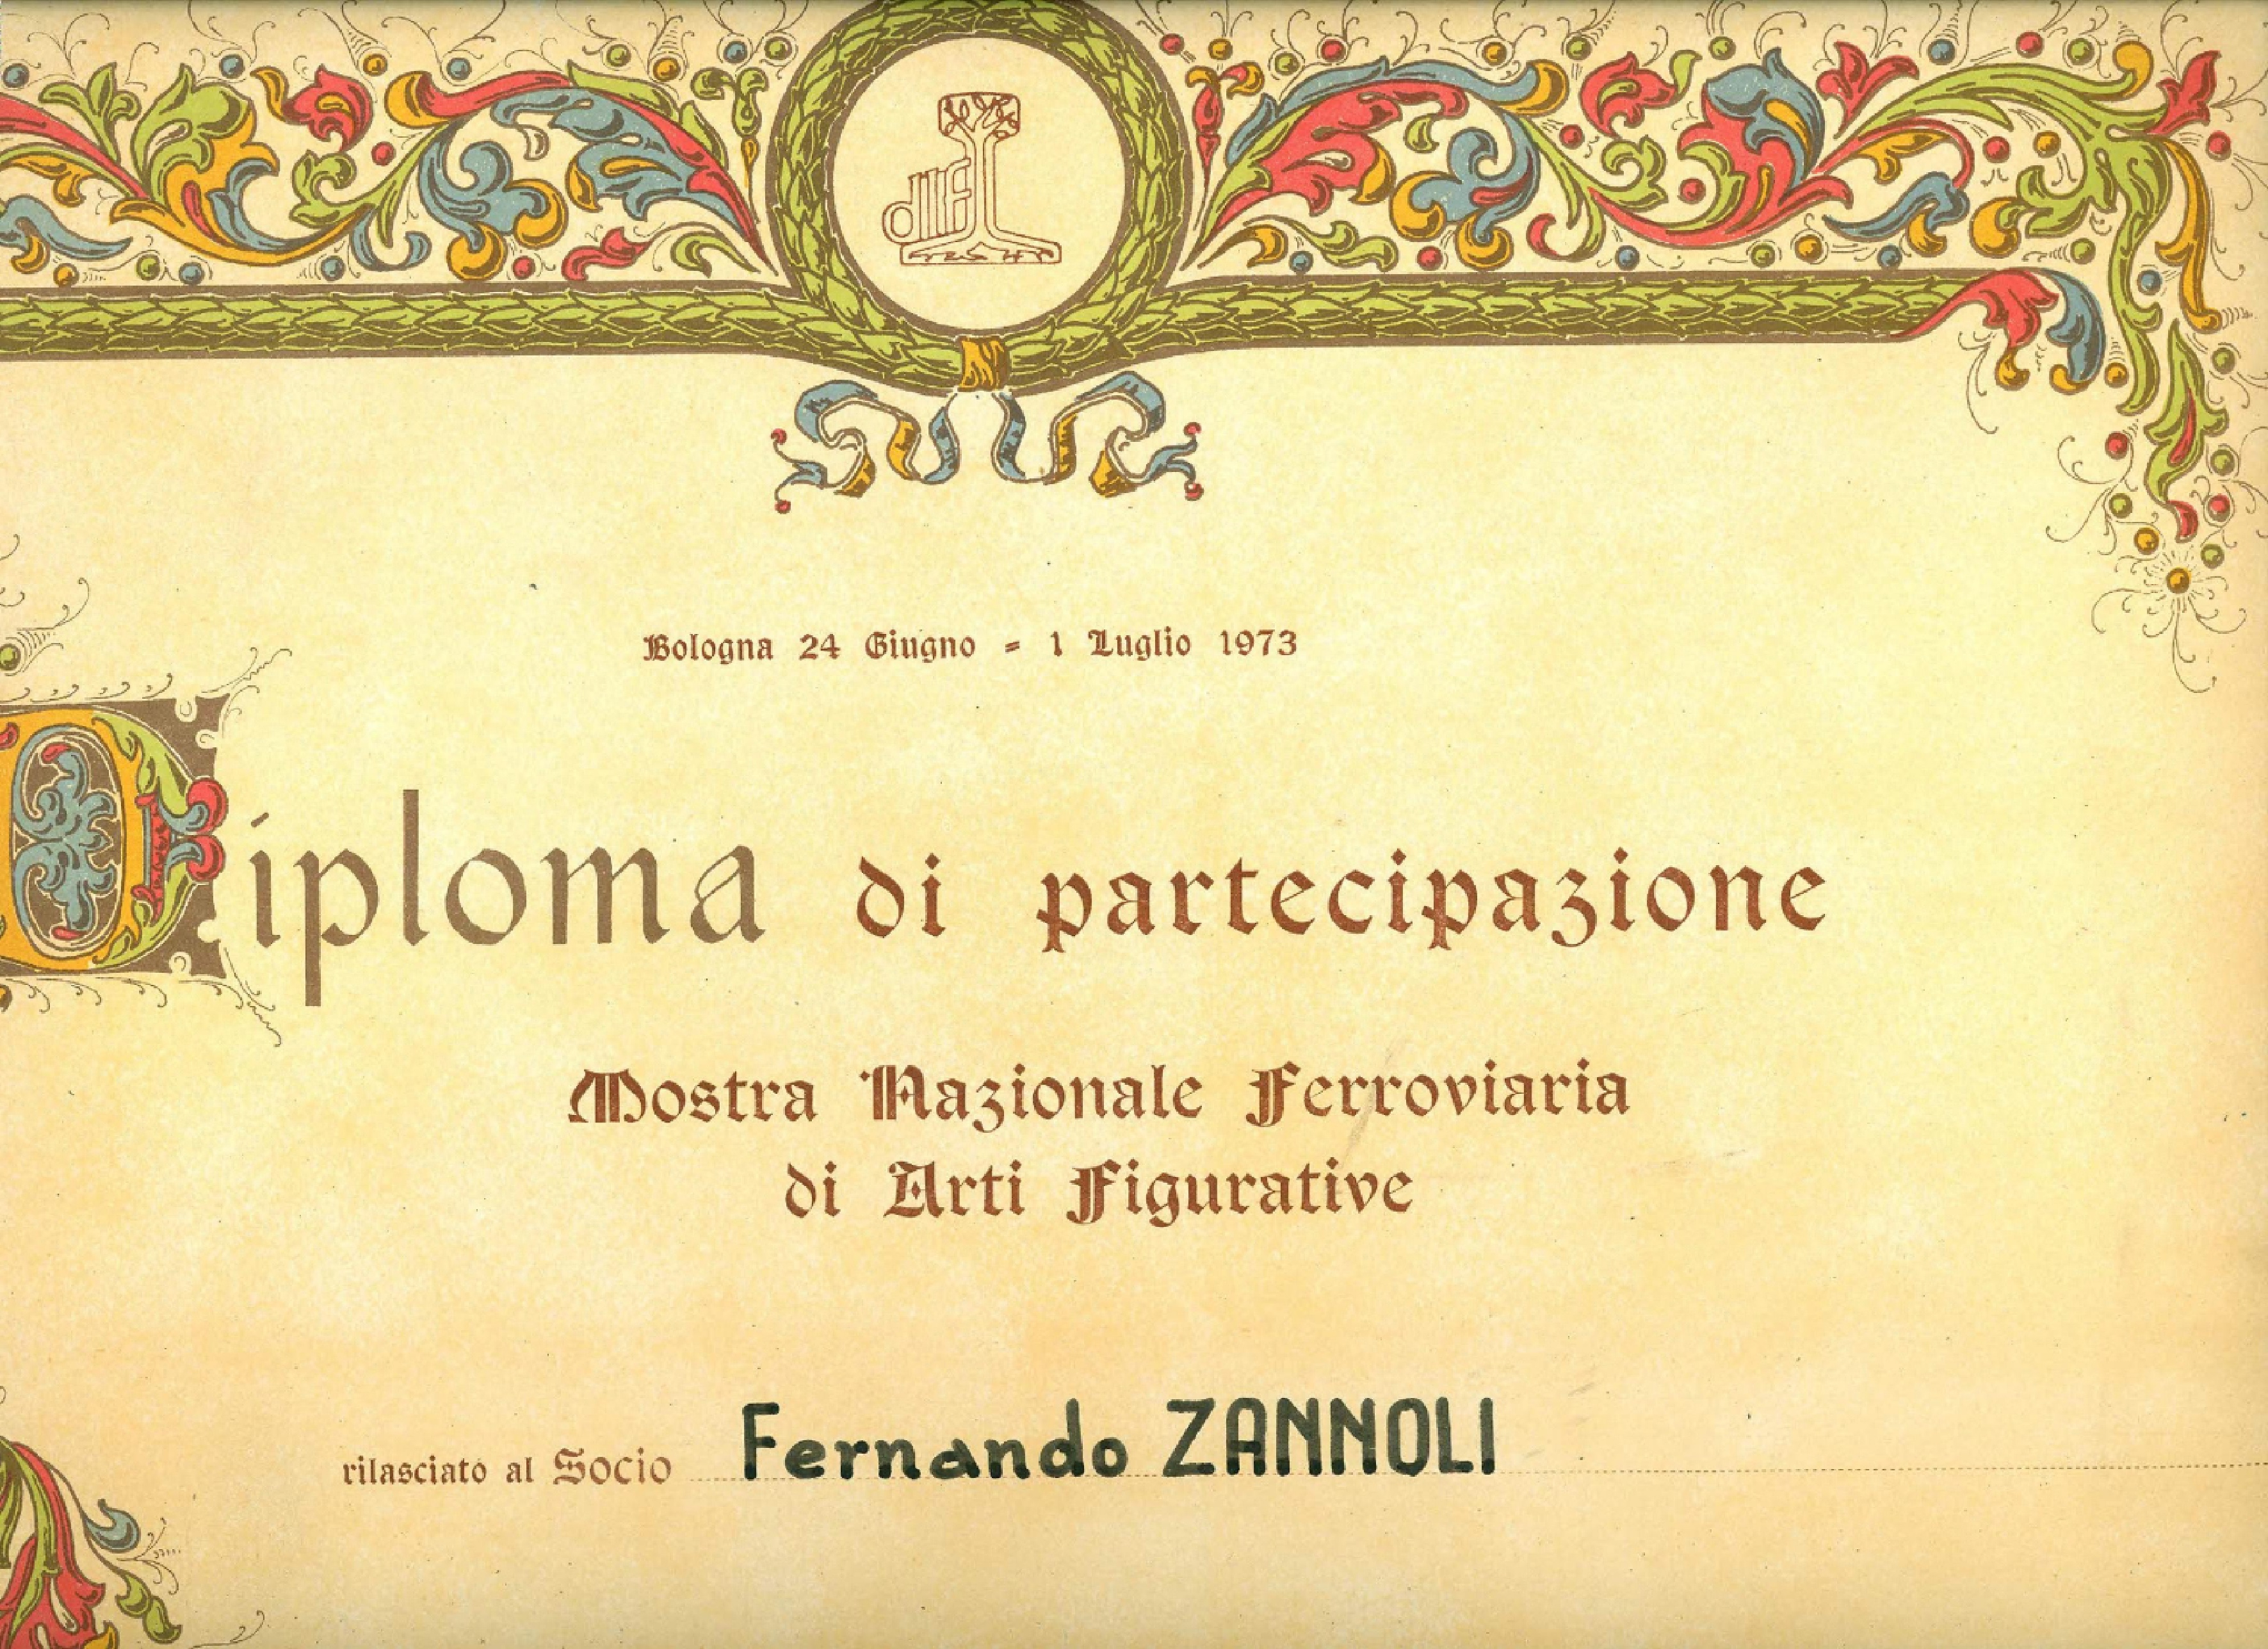 Bologna 24 Giugno = 1 Luglio 1973
Diploma di partecipazione
Mostra Nazionale Ferroviaria
di Arti Figurative
rilasciato al Socio Fernando ZANNOLI